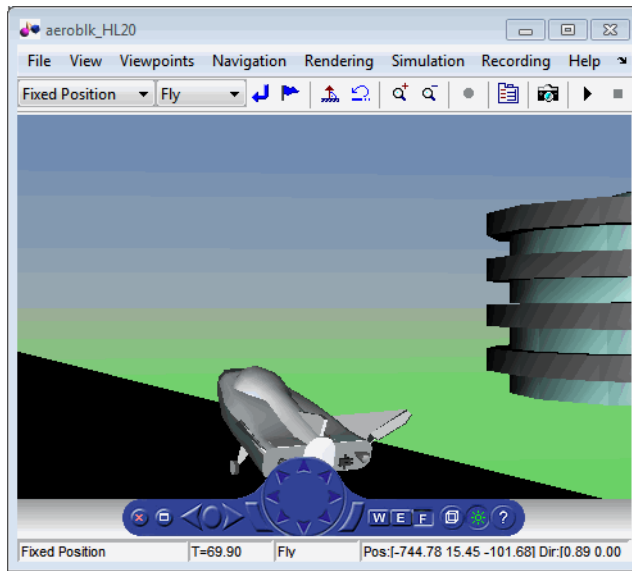 aeroblk_HL20
File View Viewpoints Navigation Rendering Simulation Recording Help
Fixed Position Fly
W E F ?
Fixed Position T=69.90 Fly Pos:[-744.78 15.45 -101.68] Dir:[0.89 0.00